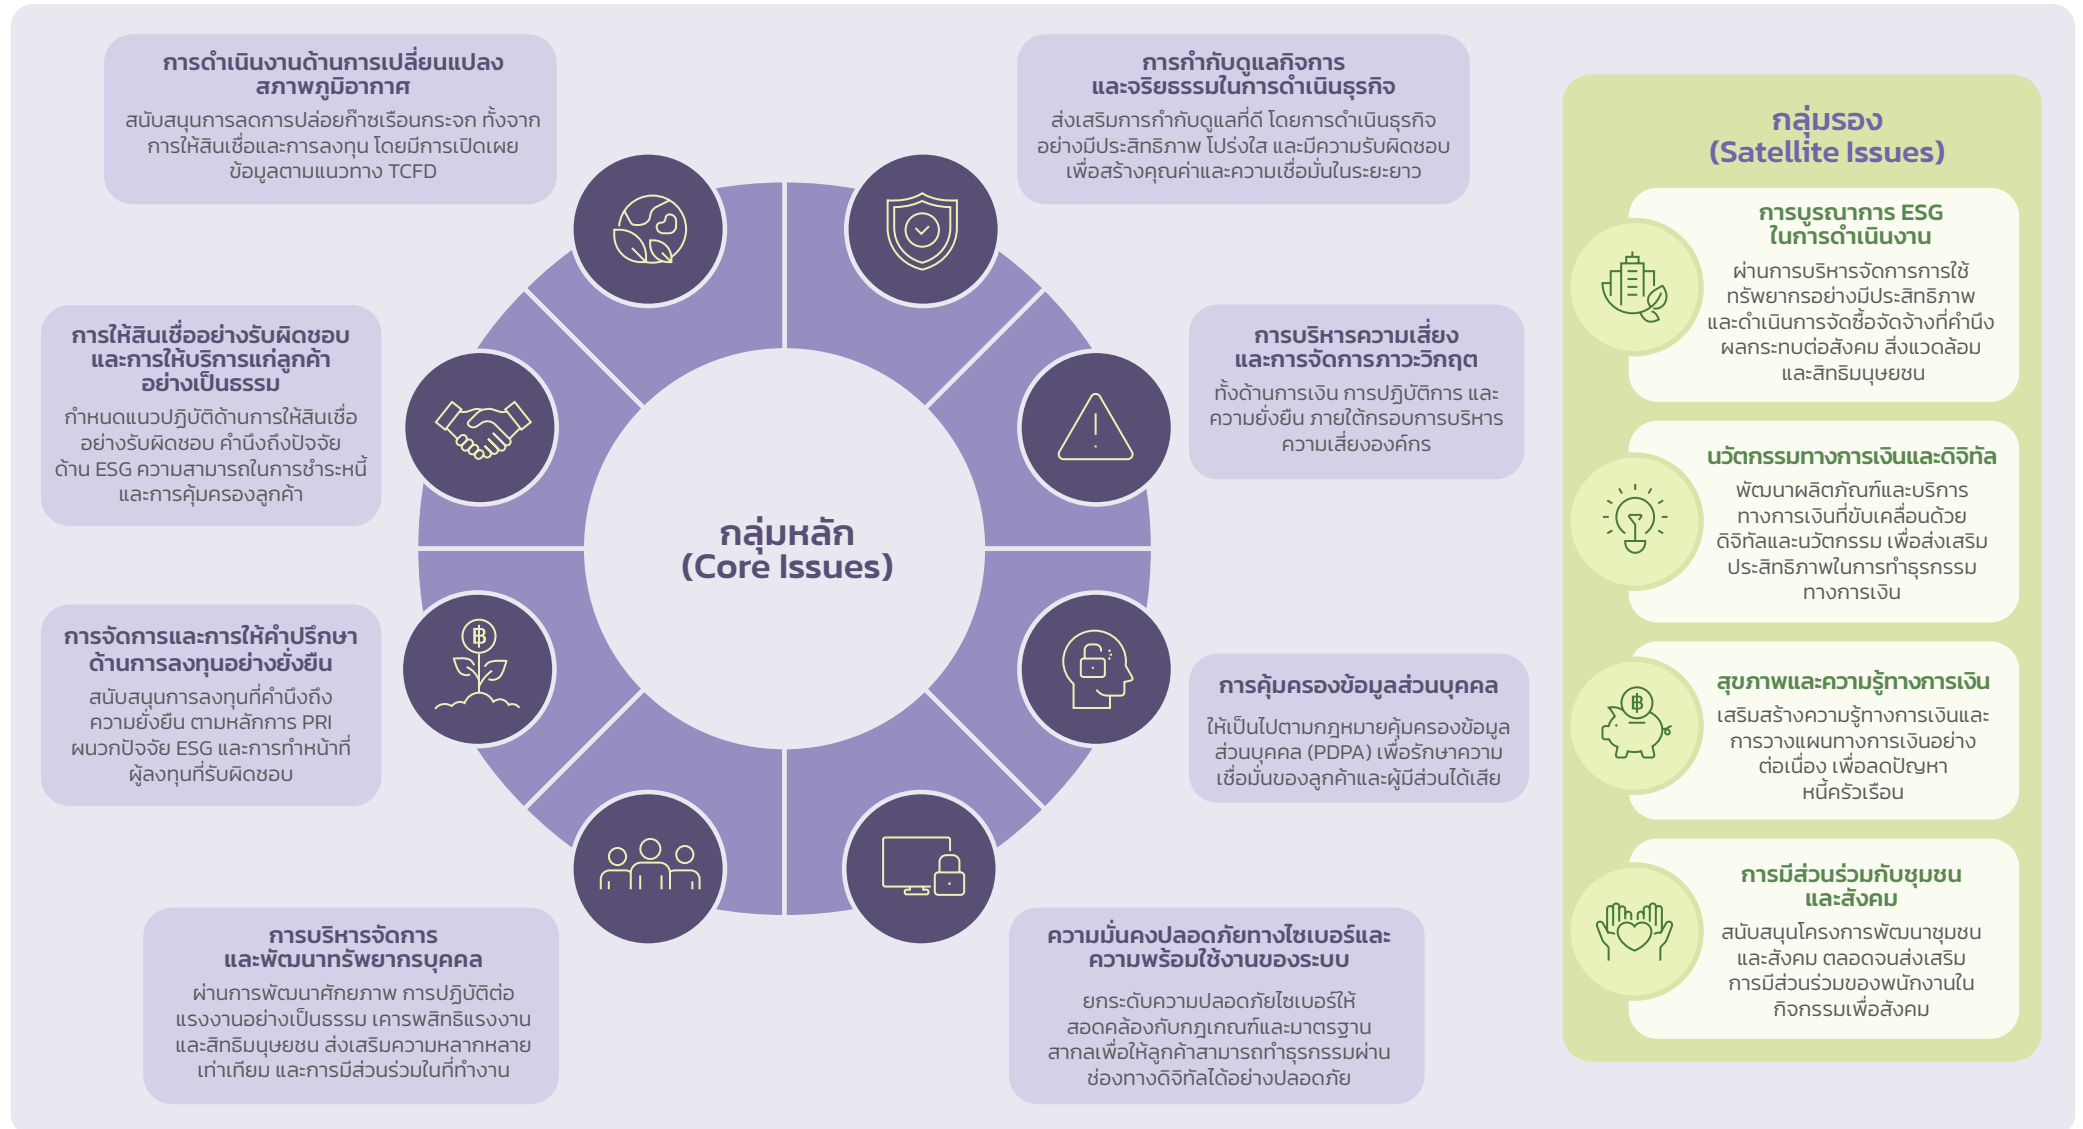 การดำเนินงานด้านการเปลี่ยนแปลง
สภาพภูมิอากาศ
สนับสนุนการลดการปล่อยก๊าซเรือนกระจก ทั้งจาก
การให้สินเชื่อและการลงทุน โดยมีการเปิดเผย
ข้อมูลตามแนวทาง TCFD
การกำกับดูแลกิจการ
และจริยธรรมในการดำเนินธุรกิจ
ส่งเสริมการกำกับดูแลที่ดี โดยการดำเนินธุรกิจ
อย่างมีประสิทธิภาพ โปร่งใส และมีความรับผิดชอบ
เพื่อสร้างคุณค่าและความเชื่อมั่นในระยะยาว
การให้สินเชื่ออย่างรับผิดชอบ
และการให้บริการแก่ลูกค้า
อย่างเป็นธรรม
กำหนดแนวปฏิบัติด้านการให้สินเชื่อ
อย่างรับผิดชอบ คำนึงถึงปัจจัย
ด้าน ESG ความสามารถในการชำระหนี้
และการคุ้มครองลูกค้า
การบริหารความเสี่ยง
และการจัดการภาวะวิกฤต
ทั้งด้านการเงิน การปฏิบัติการ และ
ความยั่งยืน ภายใต้กรอบการบริหาร
ความเสี่ยงองค์กร
กลุ่มหลัก
(Core Issues)
การจัดการและการให้คำปรึกษา
ด้านการลงทุนอย่างยั่งยืน
สนับสนุนการลงทุนที่คำนึงถึง
ความยั่งยืน ตามหลักการ PRI
ผนวกปัจจัย ESG และการทำหน้าที่
ผู้ลงทุนที่รับผิดชอบ
การคุ้มครองข้อมูลส่วนบุคคล
ให้เป็นไปตามกฎหมายคุ้มครองข้อมูล
ส่วนบุคคล (PDPA) เพื่อรักษาความ
เชื่อมั่นของลูกค้าและผู้มีส่วนได้เสีย
การบริหารจัดการ
และพัฒนาทรัพยากรบุคคล
ผ่านการพัฒนาศักยภาพ การปฏิบัติต่อ
แรงงานอย่างเป็นธรรม เคารพสิทธิแรงงาน
และสิทธิมนุษยชน ส่งเสริมความหลากหลาย
เท่าเทียม และการมีส่วนร่วมในที่ทำงาน
ความมั่นคงปลอดภัยทางไซเบอร์และ
ความพร้อมใช้งานของระบบ
ยกระดับความปลอดภัยไซเบอร์ให้
สอดคล้องกับกฎเกณฑ์และมาตรฐาน
สากลเพื่อให้ลูกค้าสามารถทำธุรกรรมผ่าน
ช่องทางดิจิทัลได้อย่างปลอดภัย
กลุ่มรอง
(Satellite Issues)
การบูรณาการ ESG
ในการดำเนินงาน
ผ่านการบริหารจัดการการใช้
ทรัพยากรอย่างมีประสิทธิภาพ
และดำเนินการจัดซื้อจัดจ้างที่คำนึง
ผลกระทบต่อสังคม สิ่งแวดล้อม
และสิทธิมนุษยชน
นวัตกรรมทางการเงินและดิจิทัล
พัฒนาผลิตภัณฑ์และบริการ
ทางการเงินที่ขับเคลื่อนด้วย
ดิจิทัลและนวัตกรรม เพื่อส่งเสริม
ประสิทธิภาพในการทำธุรกรรม
ทางการเงิน
สุขภาพและความรู้ทางการเงิน
เสริมสร้างความรู้ทางการเงินและ
การวางแผนทางการเงินอย่าง
ต่อเนื่อง เพื่อลดปัญหา
หนี้ครัวเรือน
การมีส่วนร่วมกับชุมชน
และสังคม
สนับสนุนโครงการพัฒนาชุมชน
และสังคม ตลอดจนส่งเสริม
การมีส่วนร่วมของพนักงานใน
กิจกรรมเพื่อสังคม